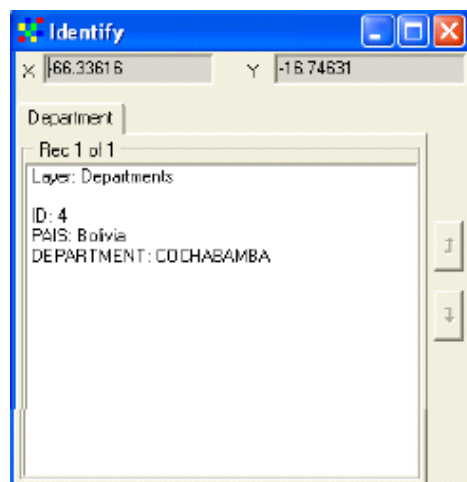 Identify
X -66.33616 Y -16.74631
Department
Rec 1 of 1
Layer: Departments
ID: 4
PAIS: Bolivia
DEPARTMENT: COCHABAMBA